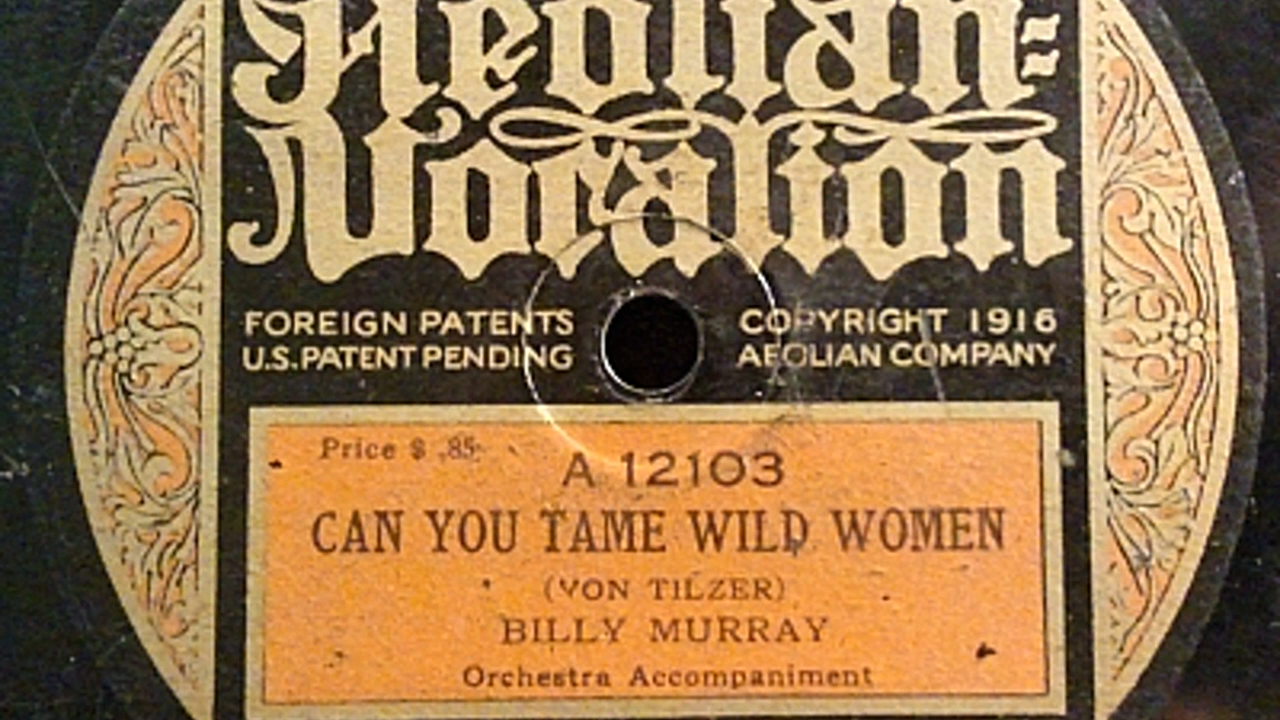 Aeolian-
Vocalion
FOREIGN PATENTS
U.S. PATENT PENDING
COPYRIGHT 1916
AEOLIAN COMPANY
Price $ .85
A 12103
CAN YOU TAME WILD WOMEN
(VON TILZER)
BILLY MURRAY
Orchestra Accompaniment